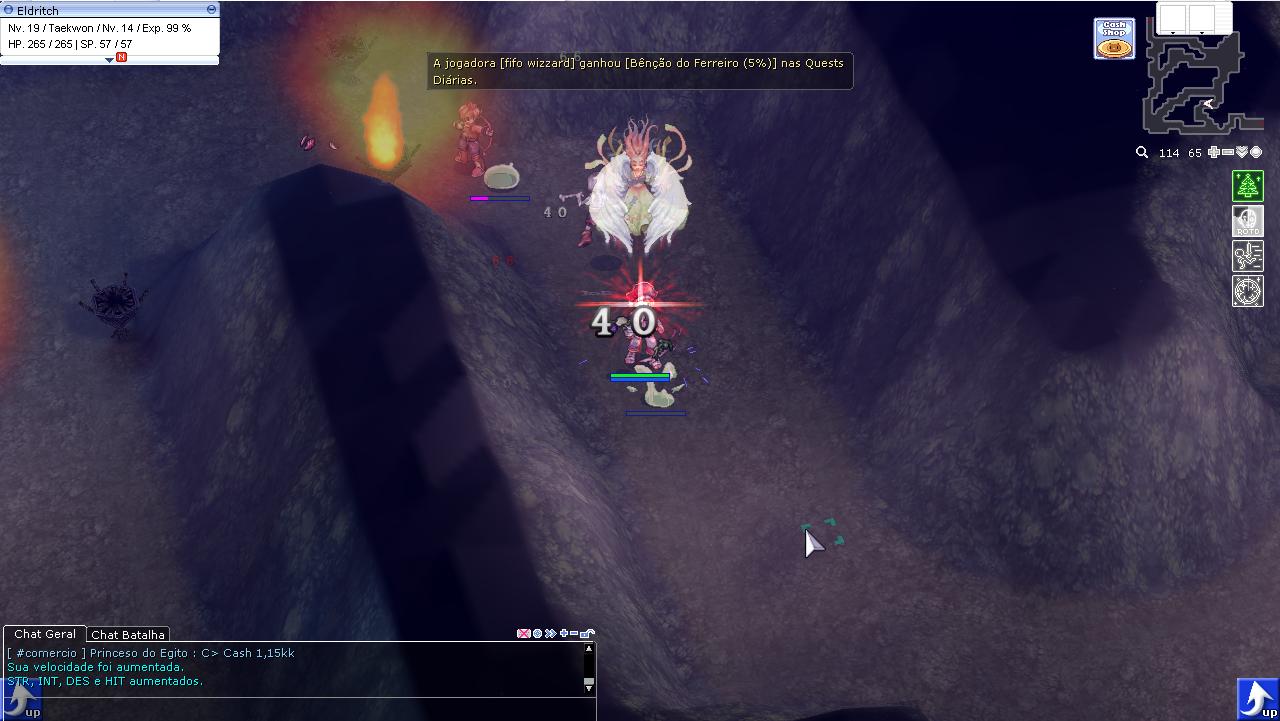 Eldritch
Nv. 19 / Taekwon / Nv. 14 / Exp. 99 %
HP. 265 / 265 | SP. 57 / 57
N
A jogadora [fifo wizzard] ganhou [Bênção do Ferreiro (5%)] nas Quests
Diárias.
Cash
Shop
114 65
ROTD
40
66
40
Chat Geral
Chat Batalha
[ #comercio ] Princeso do Egito : C> Cash 1,15kk
Sua velocidade foi aumentada.
STR, INT, DES e HIT aumentados.
up
up